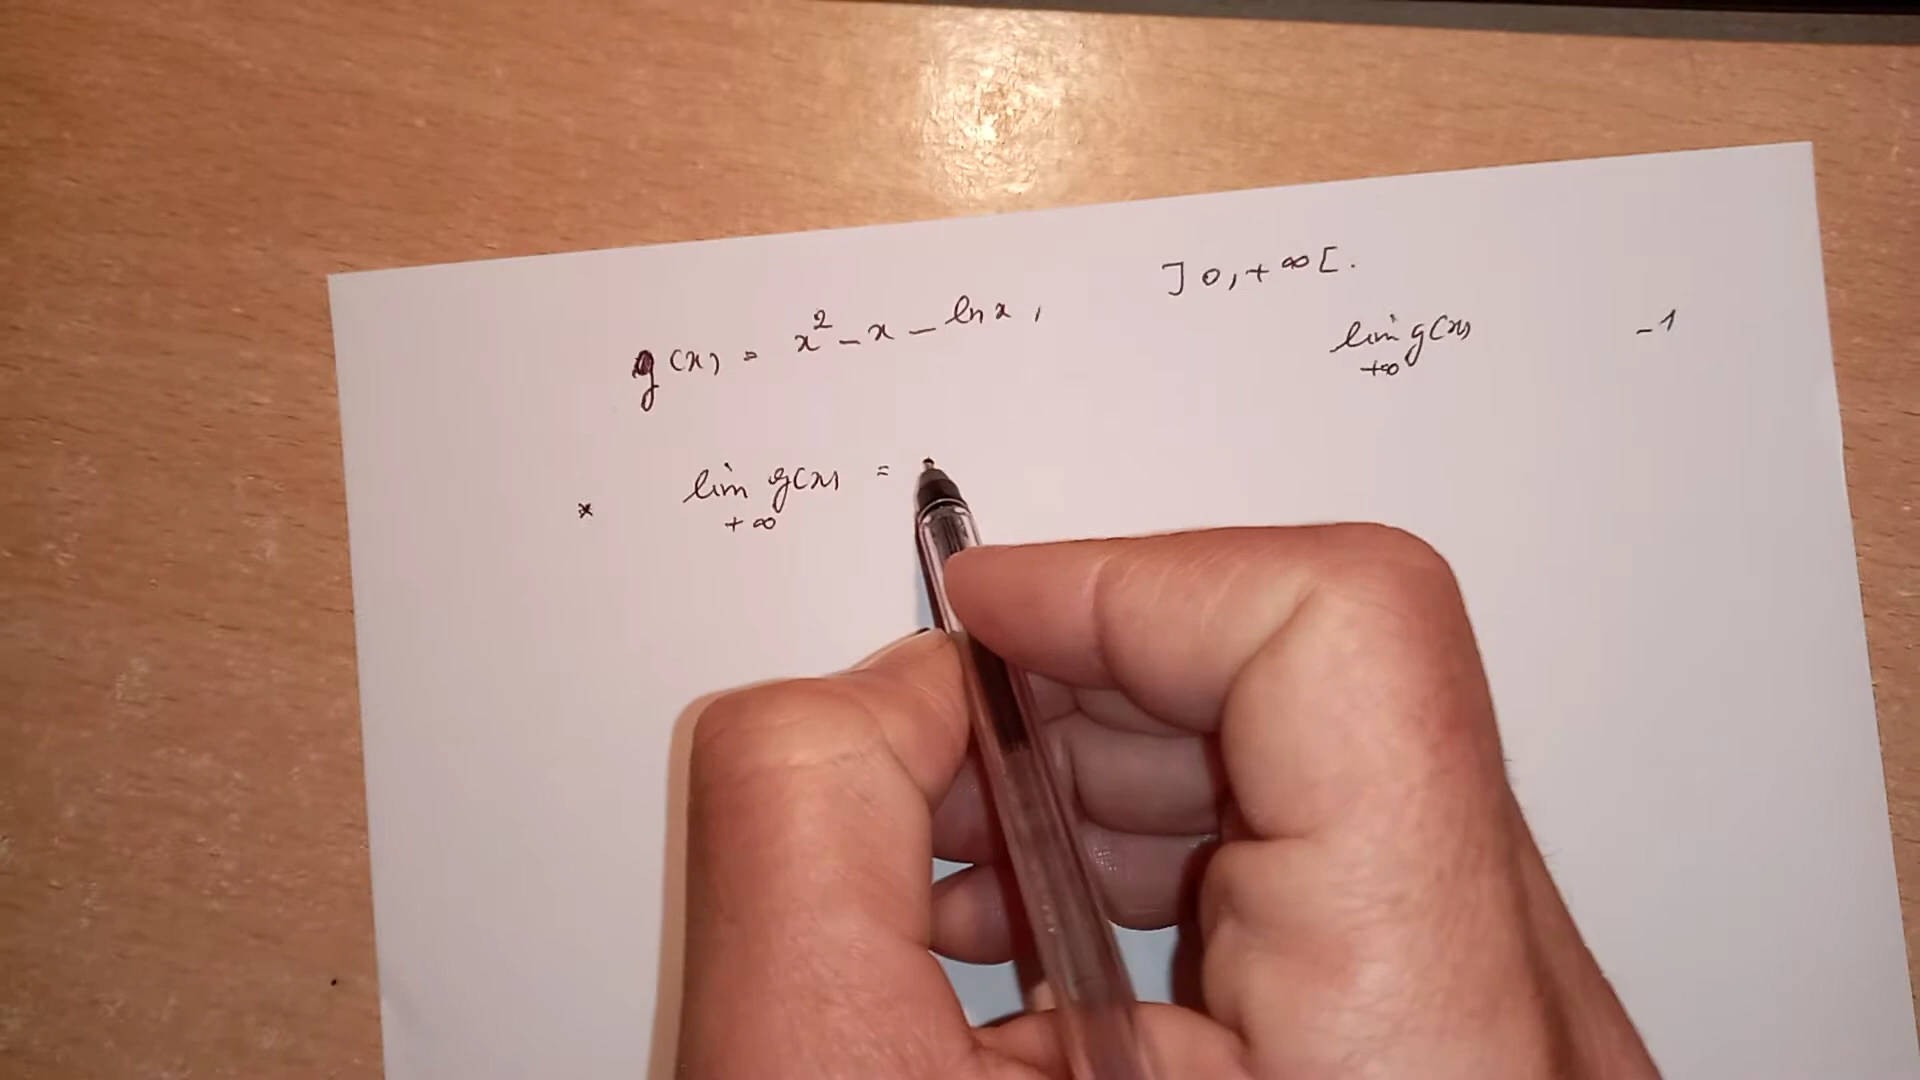 g(x) = x² - x - ln x, ]0, +∞[.
lim g(x) -1
+∞
* lim g(x) =
+∞